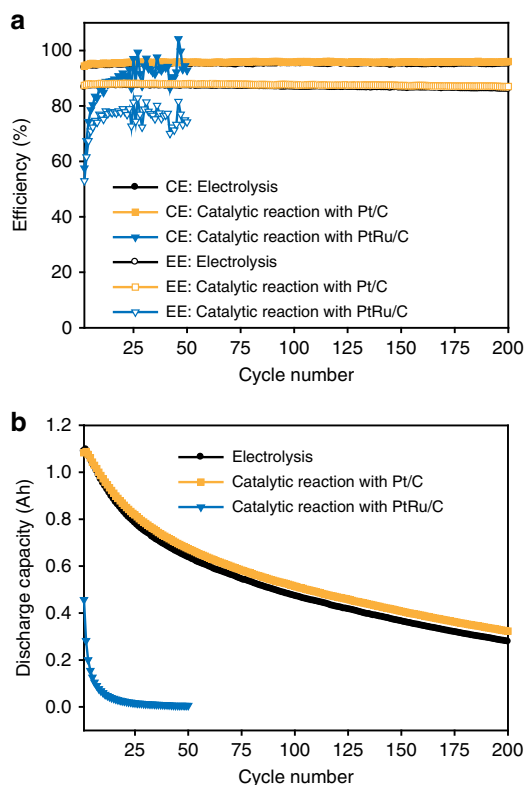 a
100
80
60
40
20
0
Efficiency (%)
CE: Electrolysis
CE: Catalytic reaction with Pt/C
CE: Catalytic reaction with PtRu/C
EE: Electrolysis
EE: Catalytic reaction with Pt/C
EE: Catalytic reaction with PtRu/C
25 50 75 100 125 150 175 200
Cycle number
b
1.2
1.0
0.8
0.6
0.4
0.2
0.0
Discharge capacity (Ah)
Electrolysis
Catalytic reaction with Pt/C
Catalytic reaction with PtRu/C
25 50 75 100 125 150 175 200
Cycle number